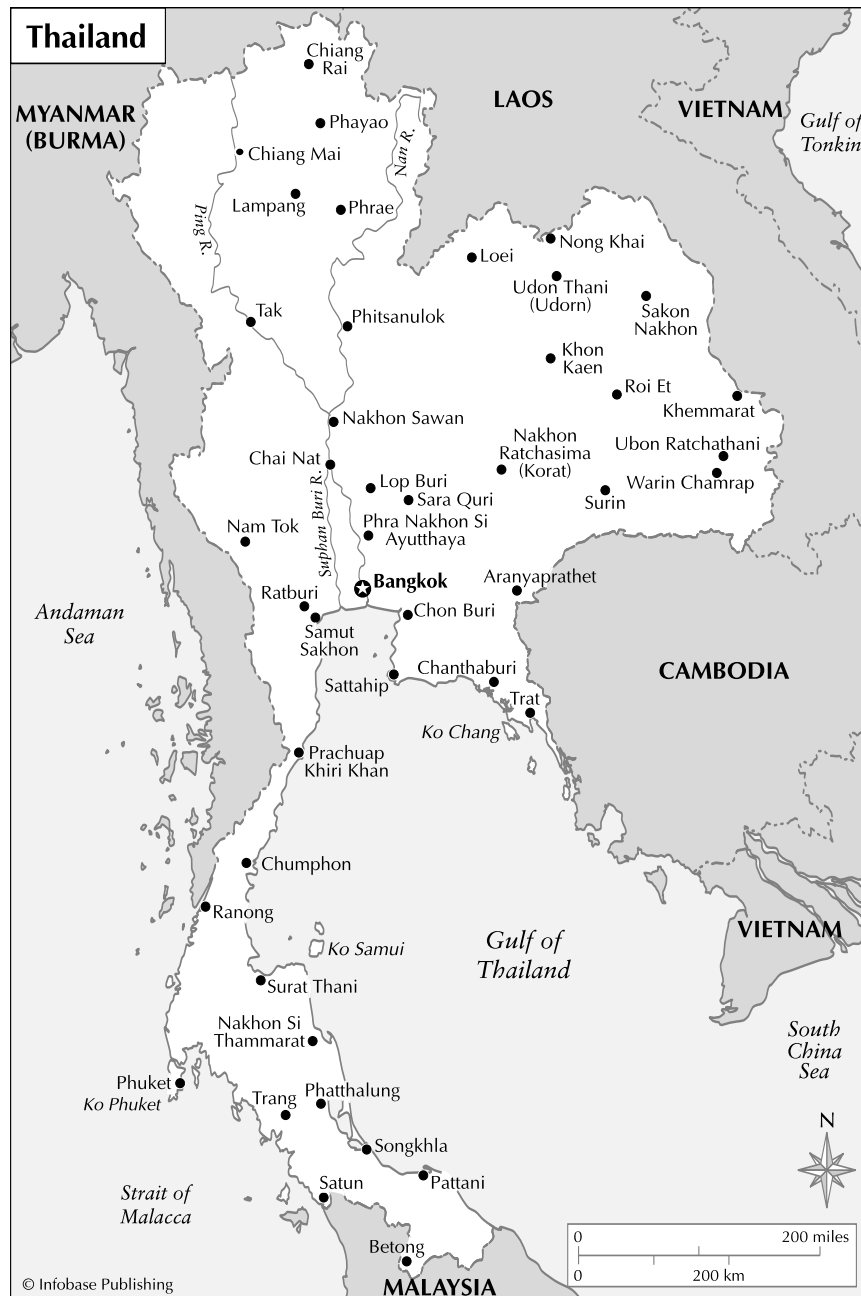 Thailand
Chiang
Rai
MYANMAR
(BURMA)
LAOS
VIETNAM
Gulf of
Tonkin
Phayao
Nan R.
Chiang Mai
Lampang
Phrae
Ping R.
Nong Khai
Loei
Udon Thani
(Udorn)
Sakon
Nakhon
Tak
Phitsanulok
Khon
Kaen
Roi Et
Khemmarat
Nakhon Sawan
Nakhon
Ratchasima
(Korat)
Ubon Ratchathani
Chai Nat
Warin Chamrap
Lop Buri
Sara Quri
Surin
Suphan Buri R.
Nam Tok
Phra Nakhon Si
Ayutthaya
Bangkok
Aranyaprathet
Ratburi
Andaman
Sea
Chon Buri
Samut
Sakhon
CAMBODIA
Chanthaburi
Sattahip
Trat
Ko Chang
Prachuap
Khiri Khan
Chumphon
Ranong
VIETNAM
Ko Samui
Gulf of
Thailand
Surat Thani
Nakhon Si
Thammarat
South
China
Sea
Phuket
Ko Phuket
Phatthalung
Trang
N
Songkhla
Strait of
Malacca
Satun
Pattani
0 200 miles
0 200 km
Betong
MALAYSIA
© Infobase Publishing